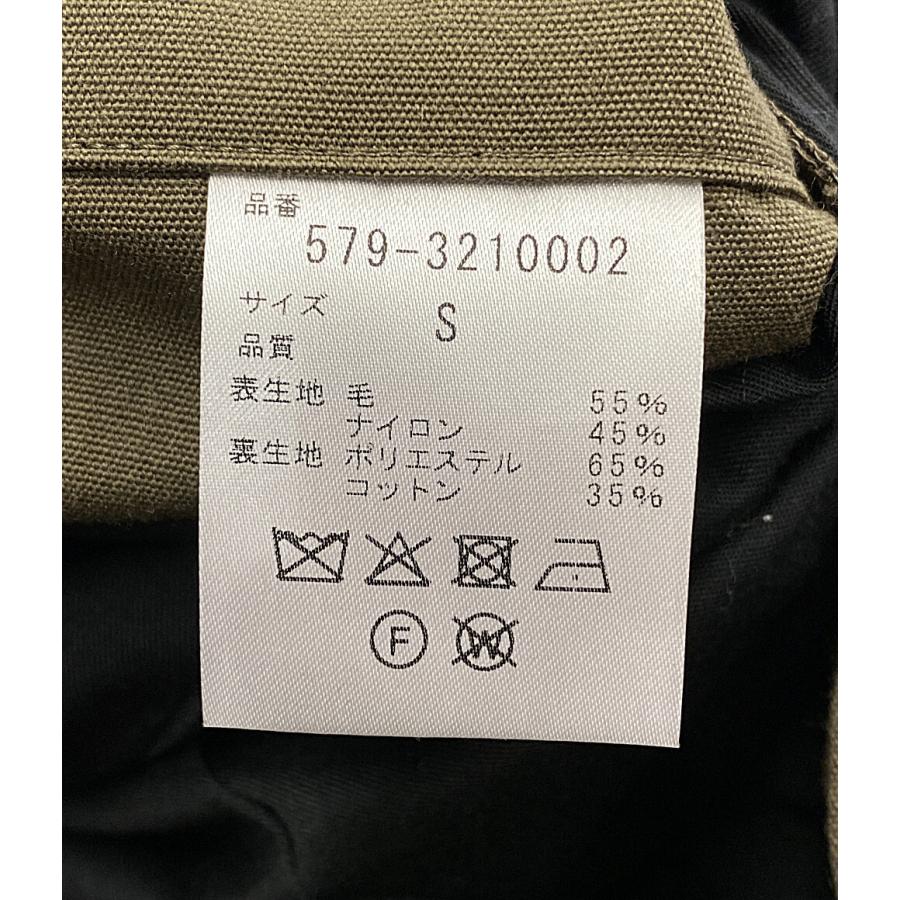 品番
579-3210002
サイズ S
品質
表生地 毛 55%
ナイロン 45%
裏生地 ポリエステル 65%
コットン 35%
F W